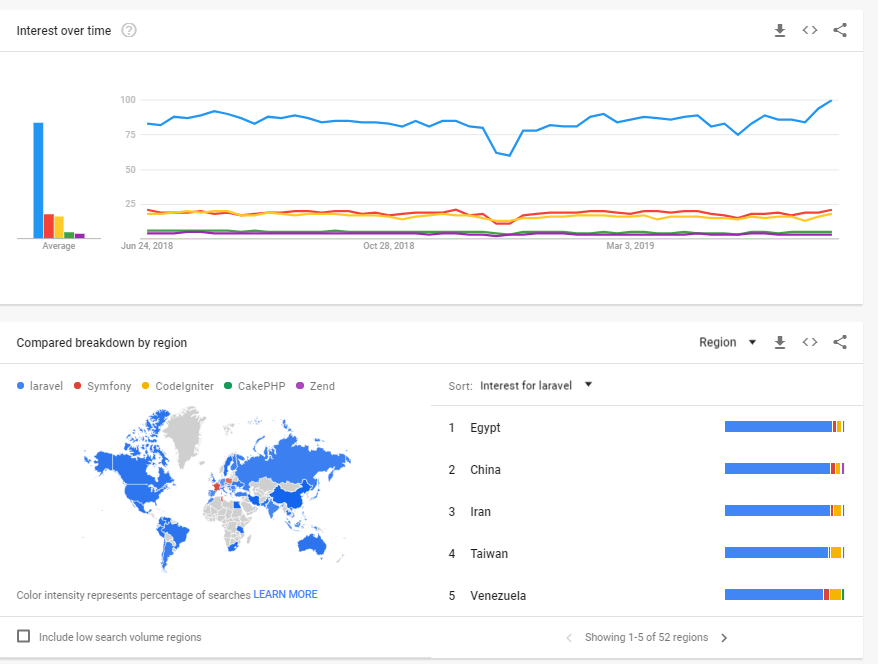 Interest over time
?
100
75
50
25
Average
Jun 24, 2018 Oct 28, 2018 Mar 3, 2019
Compared breakdown by region
Region
laravel Symfony CodeIgniter CakePHP Zend
Sort: Interest for laravel
1 Egypt
2 China
3 Iran
4 Taiwan
5 Venezuela
Color intensity represents percentage of searches LEARN MORE
Include low search volume regions
Showing 1-5 of 52 regions